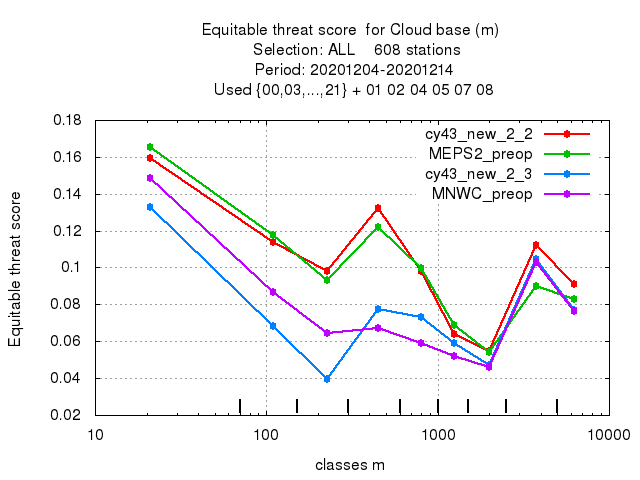 Equitable threat score  for Cloud base (m)
Selection: ALL    608 stations
Period: 20201204-20201214
Used {00,03,...,21} + 01 02 04 05 07 08
cy43_new_2_2
MEPS2_preop
cy43_new_2_3
MNWC_preop
Equitable threat score
0.18
0.16
0.14
0.12
0.1
0.08
0.06
0.04
0.02
10
100
1000
10000
classes m